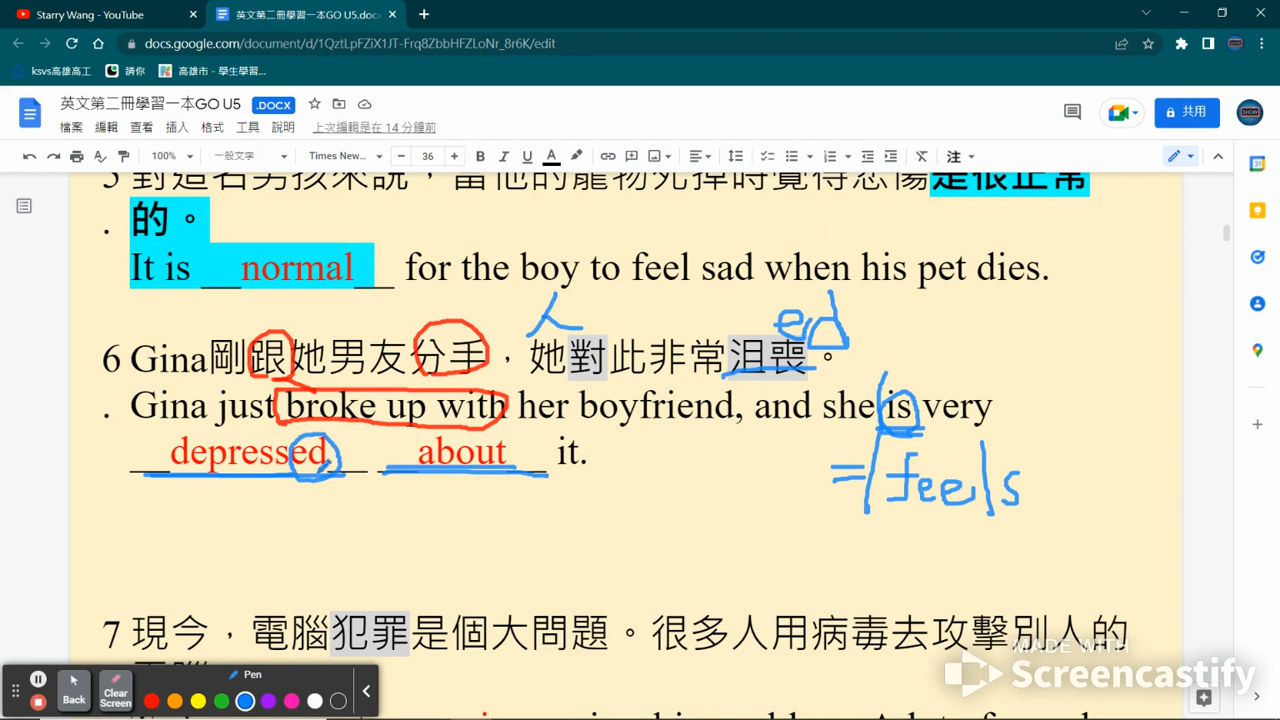 Starry Wang - YouTube
英文第二冊學習一本GO U5.docx
docs.google.com/document/d/1QztLpFZiX1JT-Frq8ZbbHFZLoNr_8r6K/edit
ksvs高雄高工 請你 高雄市 - 學生學習...
英文第二冊學習一本GO U5 .DOCX
共用
檔案 編輯 查看 插入 格式 工具 說明 上次編輯是在 14 分鐘前
100% 一般文字 Times New... 36 B I U A 注
5 對這名男孩來說,當他的寵物死掉時覺得悲傷是很正常
. 的。
It is __normal__ for the boy to feel sad when his pet dies.
人 ed
6 Gina剛跟她男友分手,她對此非常沮喪。
. Gina just broke up with her boyfriend, and she is very
__depressed__ __about__ it.
= feels
7 現今,電腦犯罪是個大問題。很多人用病毒去攻擊別人的
MADE WITH
Screencastify
Pen
Back
Clear Screen